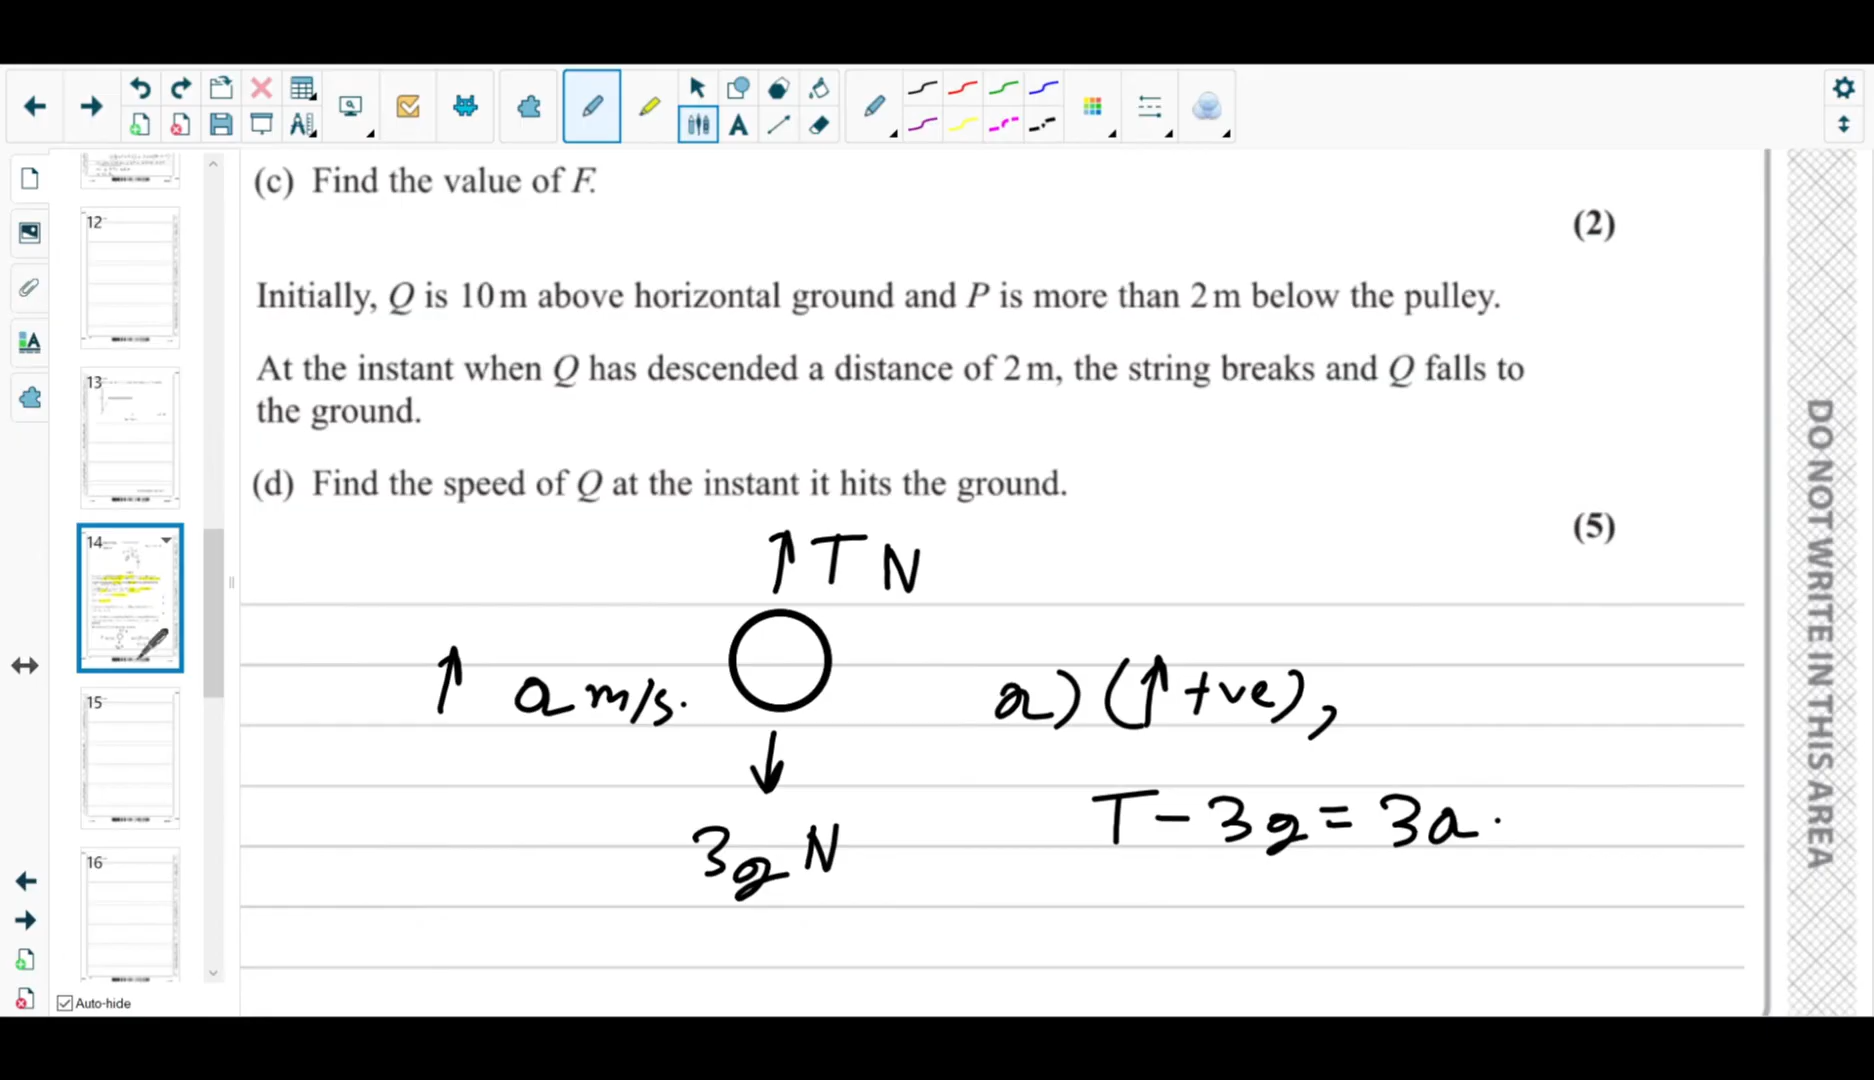 12
13
14
15
16
Auto-hide
(c) Find the value of F.
(2)
Initially, Q is 10 m above horizontal ground and P is more than 2 m below the pulley.
At the instant when Q has descended a distance of 2 m, the string breaks and Q falls to
the ground.
(d) Find the speed of Q at the instant it hits the ground.
(5)
↑ T N
↑ a m/s.
a) (↑ +ve),
↓
3g N
T - 3g = 3a.
DO NOT WRITE IN THIS AREA